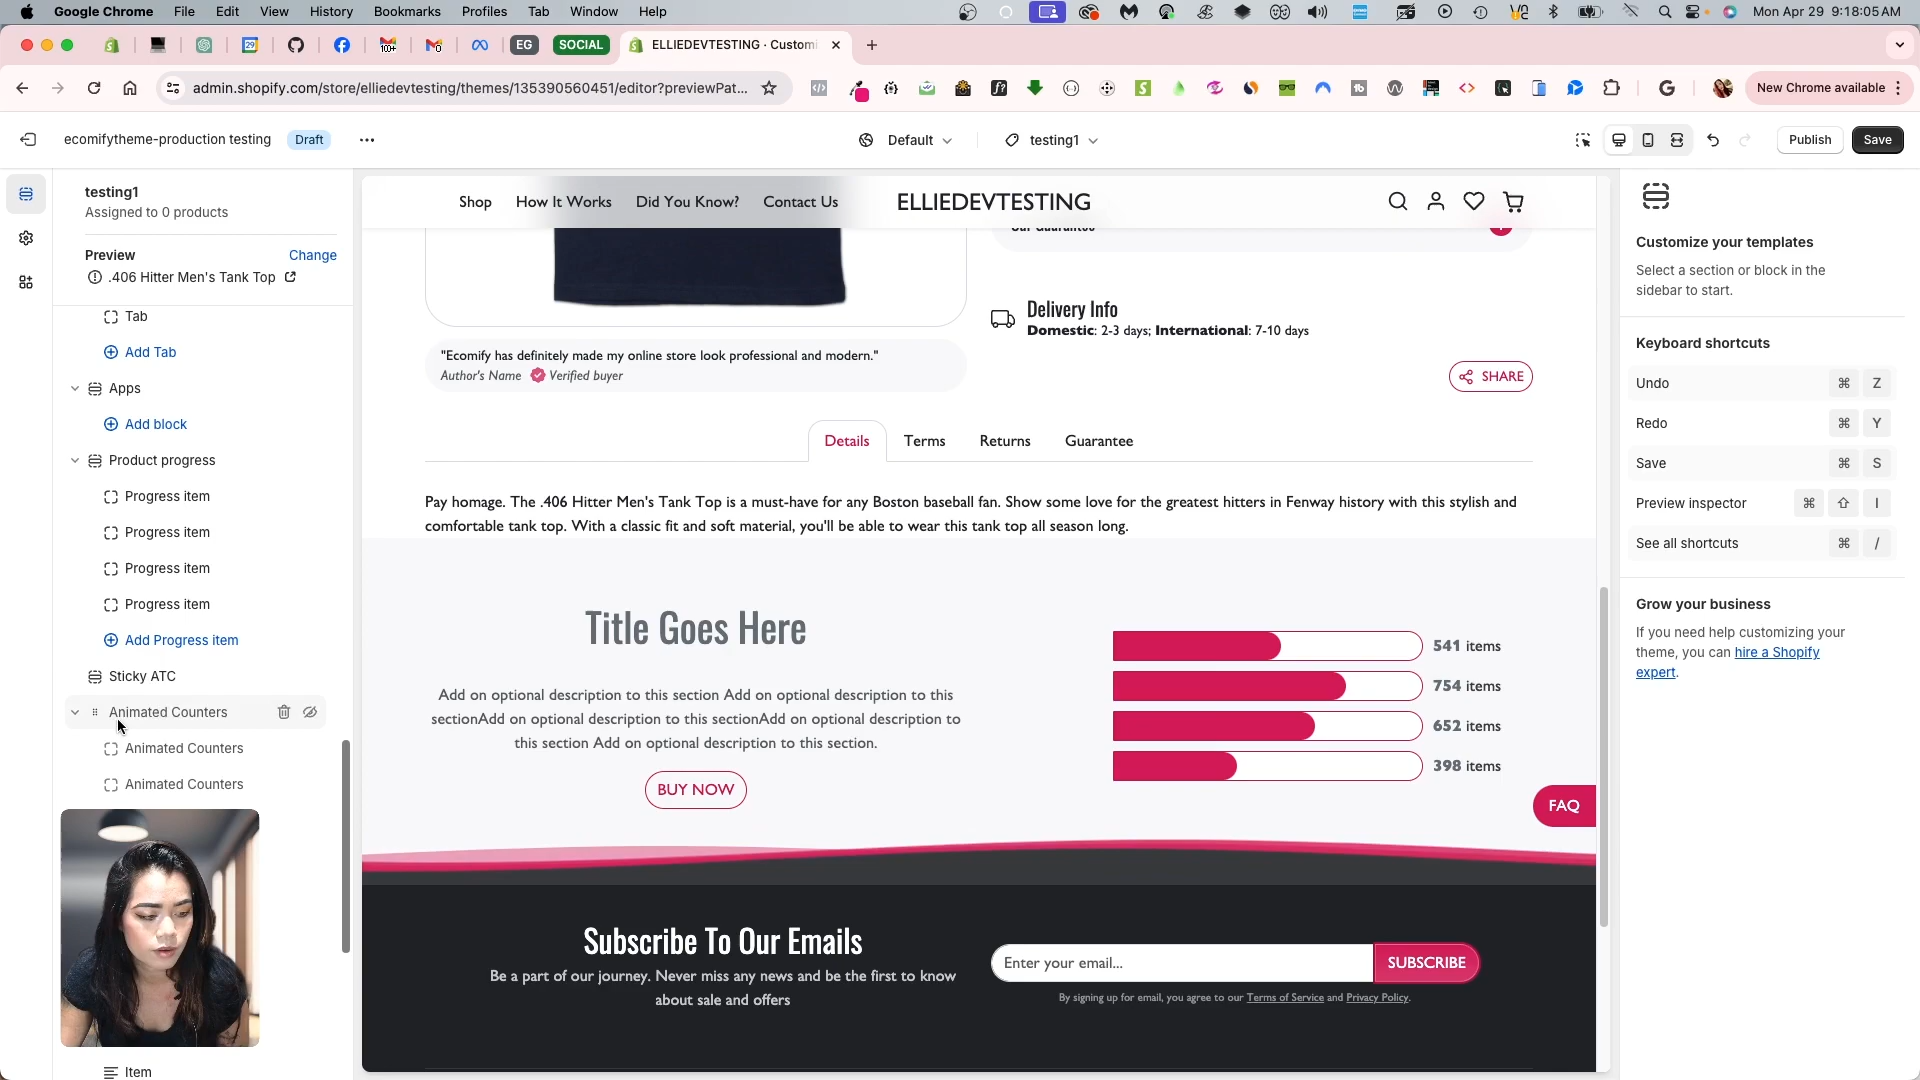 Google Chrome File Edit View History Bookmarks Profiles Tab Window Help Mon Apr 29 9:18:05 AM
EG SOCIAL ELLIEDEVTESTING · Customi
admin.shopify.com/store/elliedevtesting/themes/135390560451/editor?previewPat... New Chrome available
ecomifytheme-production testing Draft Default testing1 Publish Save
testing1
Assigned to 0 products
Preview Change
.406 Hitter Men's Tank Top
Tab
Add Tab
Apps
Add block
Product progress
Progress item
Progress item
Progress item
Progress item
Add Progress item
Sticky ATC
Animated Counters
Animated Counters
Animated Counters
Item
Shop How It Works Did You Know? Contact Us ELLIEDEVTESTING
Our Guarantee
Delivery Info
Domestic: 2-3 days; International: 7-10 days
"Ecomify has definitely made my online store look professional and modern."
Author's Name Verified buyer
SHARE
Details Terms Returns Guarantee
Pay homage. The .406 Hitter Men's Tank Top is a must-have for any Boston baseball fan. Show some love for the greatest hitters in Fenway history with this stylish and
comfortable tank top. With a classic fit and soft material, you'll be able to wear this tank top all season long.
Title Goes Here
Add on optional description to this section Add on optional description to this
sectionAdd on optional description to this sectionAdd on optional description to
this section Add on optional description to this section.
BUY NOW
541 items
754 items
652 items
398 items
FAQ
Subscribe To Our Emails
Be a part of our journey. Never miss any news and be the first to know
about sale and offers
Enter your email... SUBSCRIBE
By signing up for email, you agree to our Terms of Service and Privacy Policy.
Customize your templates
Select a section or block in the
sidebar to start.
Keyboard shortcuts
Undo ⌘ Z
Redo ⌘ Y
Save ⌘ S
Preview inspector ⌘ ⇧ I
See all shortcuts ⌘ /
Grow your business
If you need help customizing your
theme, you can hire a Shopify
expert.